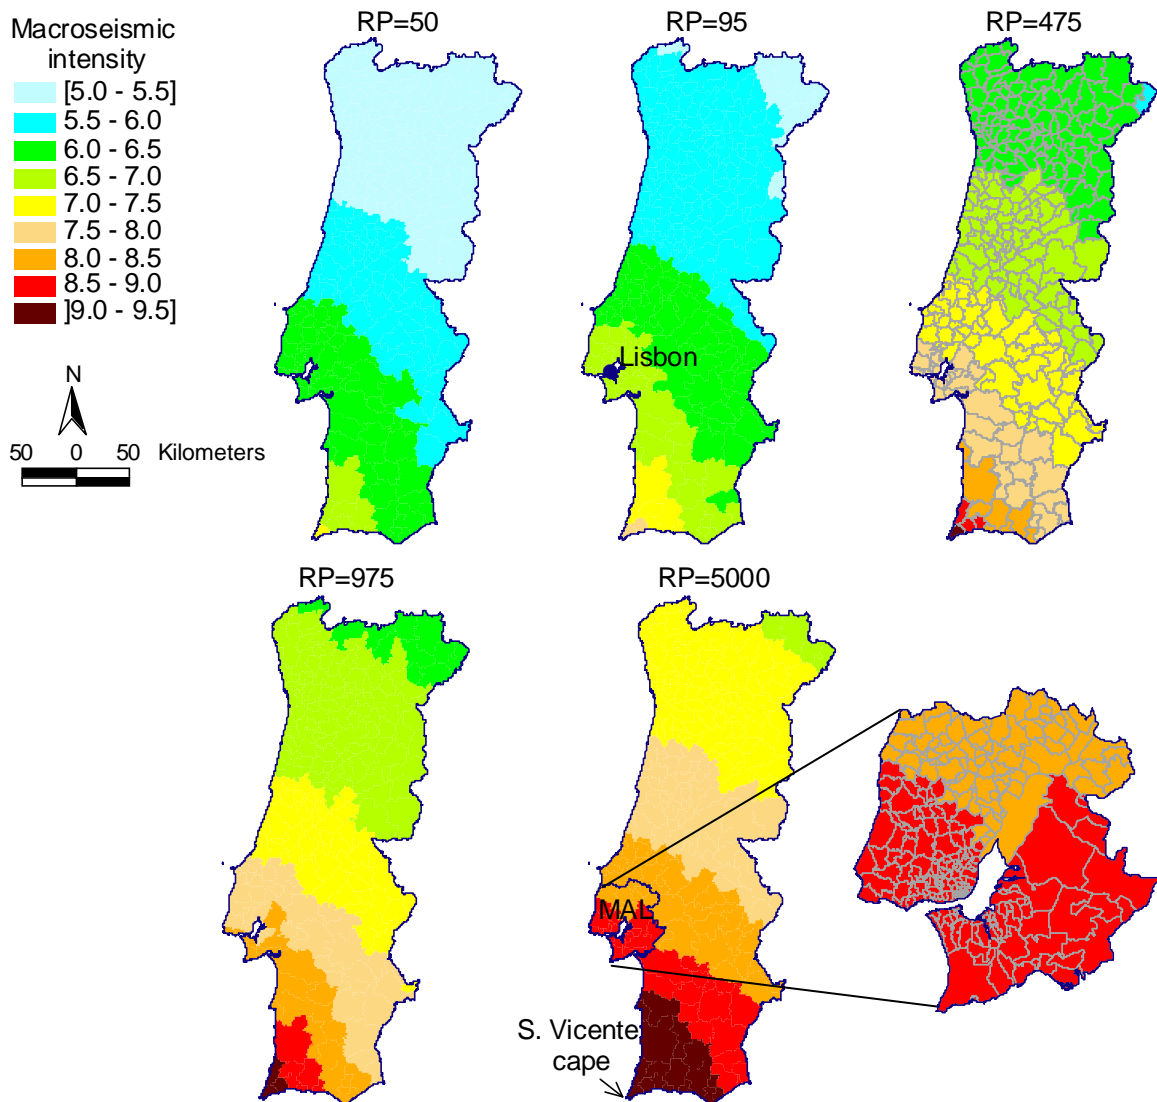 Macroseismic
intensity
[5.0 - 5.5]
5.5 - 6.0
6.0 - 6.5
6.5 - 7.0
7.0 - 7.5
7.5 - 8.0
8.0 - 8.5
8.5 - 9.0
]9.0 - 9.5]
N
50 0 50 Kilometers
RP=50
RP=95
Lisbon
RP=475
RP=975
RP=5000
MAL
S. Vicente
cape